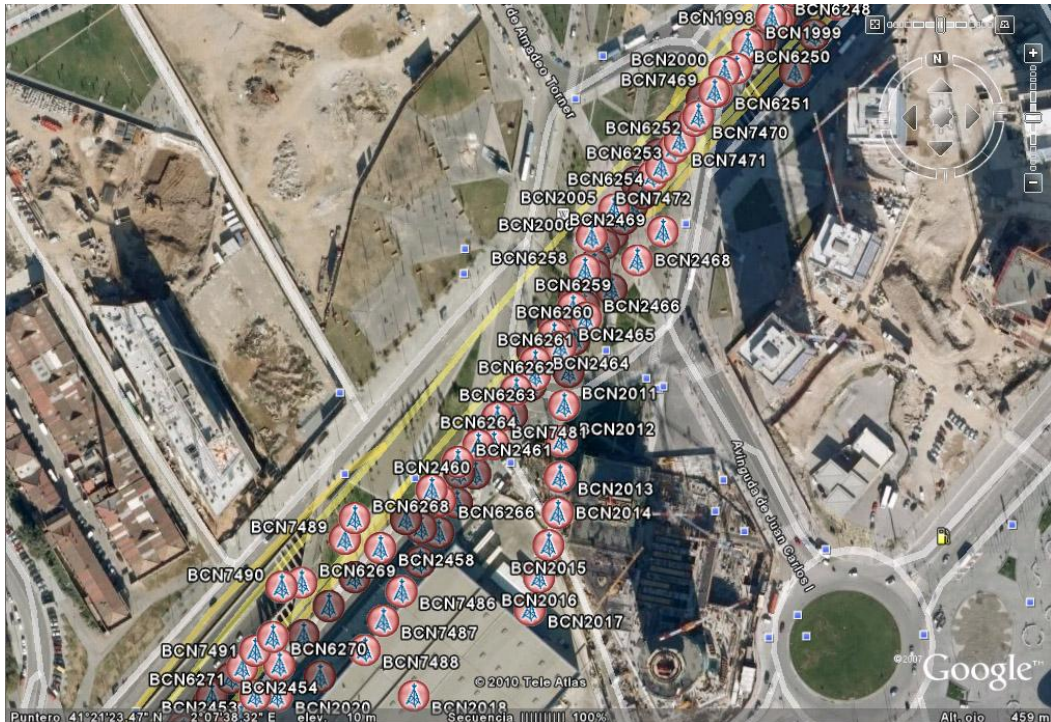 BCN1998
BCN6248
BCN1999
BCN2000
BCN6250
BCN7469
BCN6251
de Amadeo Torner
N
BCN6252
BCN7470
BCN6253
BCN7471
BCN6254
BCN2005
BCN7472
BCN2469
BCN6258
BCN2468
BCN6259
BCN2466
BCN6260
BCN2465
BCN6261
BCN2464
BCN6262
BCN6263
BCN2011
BCN6264
BCN7481
BCN2012
BCN2461
BCN2460
BCN2013
BCN6268
BCN6266
BCN2014
BCN7489
BCN2458
BCN2015
Avinguda de Juan Carlos I
BCN7490
BCN6269
BCN7486
BCN2016
BCN7487
BCN2017
BCN7491
BCN6270
BCN7488
BCN6271
BCN2454
BCN2453
BCN2020
BCN2018
© 2010 Tele Atlas
©2007 Google™
Puntero 41°21'23.47" N 2°07'38.32" E elev. 10 m Secuencia 100% Alt. ojo 459 m